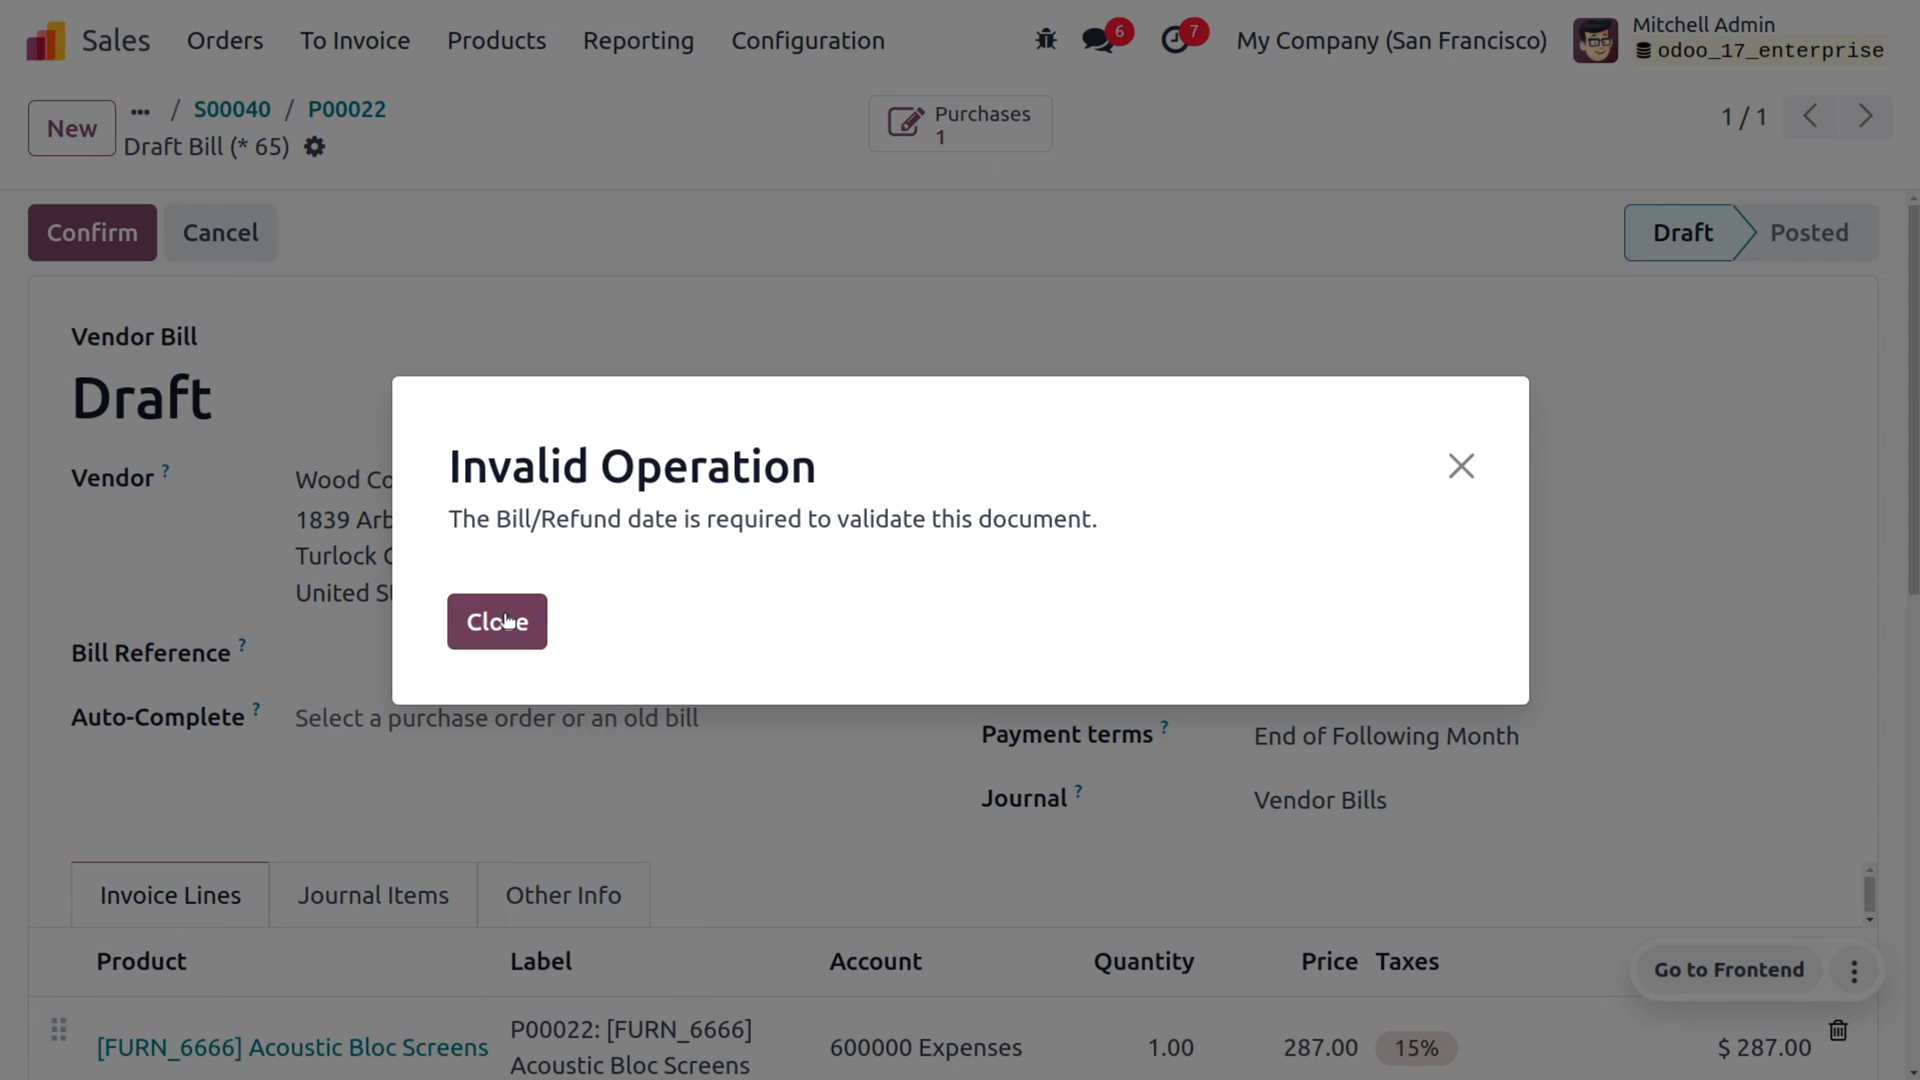 Sales Orders To Invoice Products Reporting Configuration 6 7 My Company (San Francisco) Mitchell Admin
odoo_17_enterprise
New ... / S00040 / P00022
Draft Bill (* 65)
Purchases
1
1 / 1
Confirm Cancel Draft Posted
Vendor Bill
Draft
Vendor ? Wood Co
1839 Arb
Turlock C
United St
Bill Reference ?
Auto-Complete ? Select a purchase order or an old bill
Invalid Operation
The Bill/Refund date is required to validate this document.
Close
Payment terms ? End of Following Month
Journal ? Vendor Bills
Invoice Lines Journal Items Other Info
Product Label Account Quantity Price Taxes
Go to Frontend
[FURN_6666] Acoustic Bloc Screens
P00022: [FURN_6666]
Acoustic Bloc Screens
600000 Expenses 1.00 287.00 15% $ 287.00